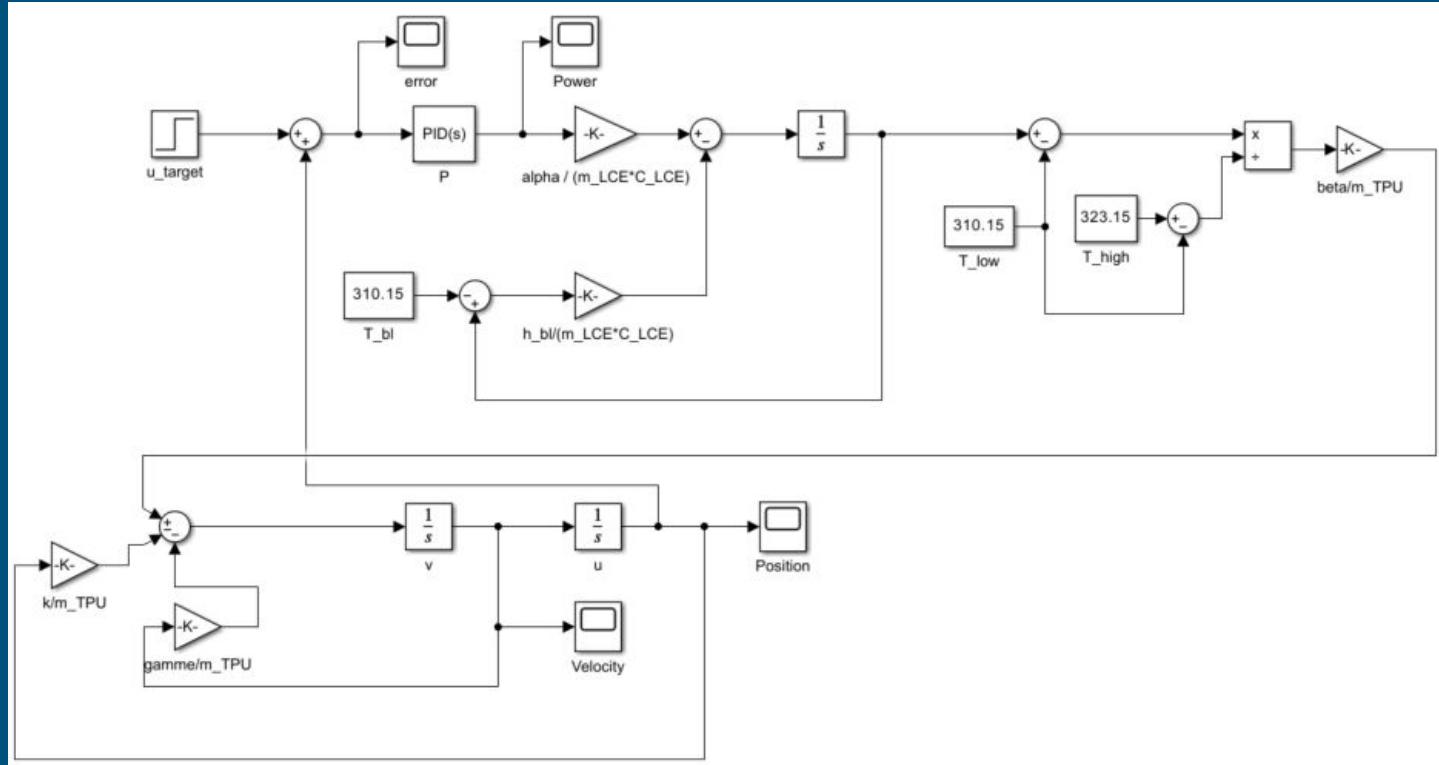 error
Power
u_target
+
+
PID(s)
P
-K-
alpha / (m_LCE*C_LCE)
+
−
1
s
+
−
x
÷
-K-
beta/m_TPU
310.15
T_low
323.15
T_high
+
−
310.15
T_bl
−
+
-K-
h_bl/(m_LCE*C_LCE)
+
−
−
1
s
v
1
s
u
Position
-K-
k/m_TPU
-K-
gamme/m_TPU
Velocity